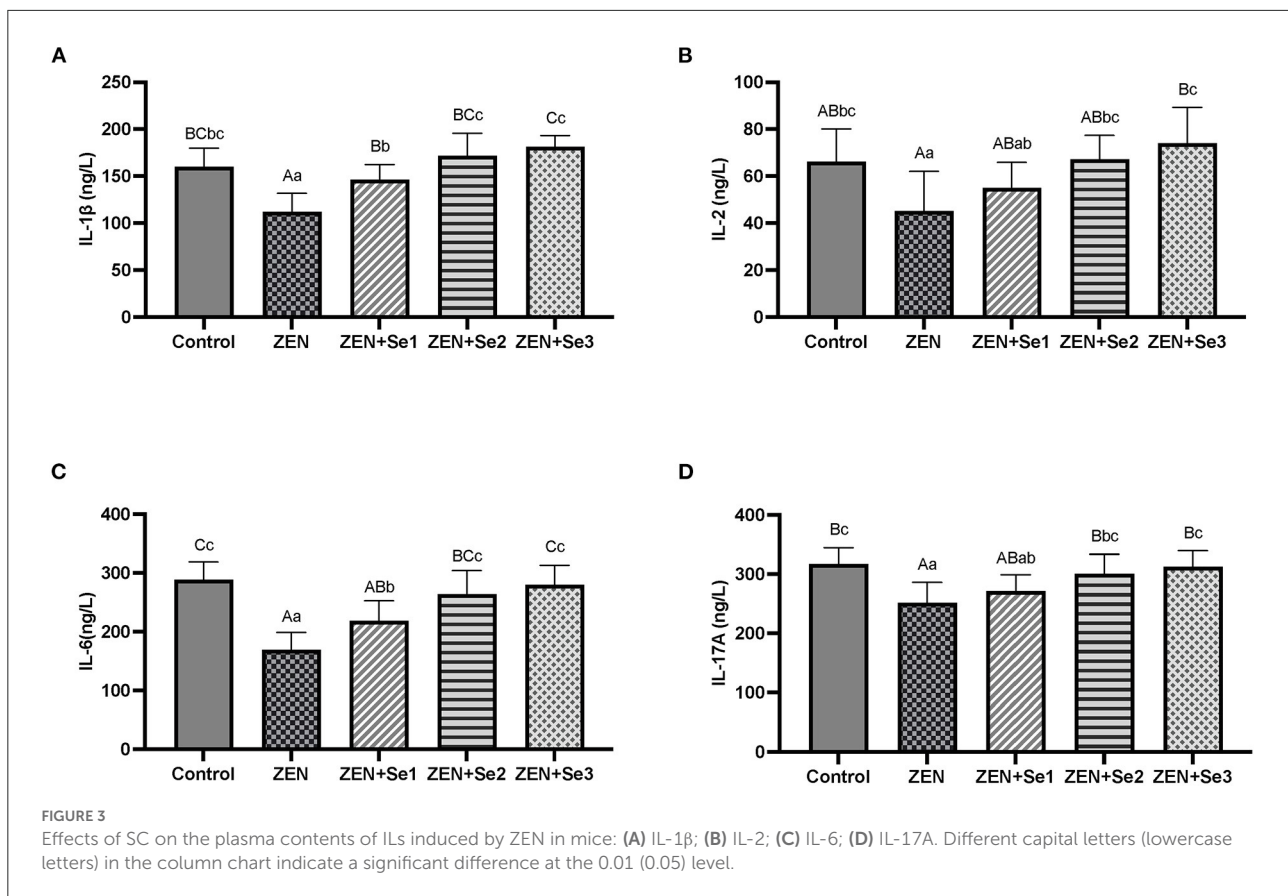 A
IL-1β (ng/L)
250
200
150
100
50
0
BCbc
Aa
Bb
BCc
Cc
Control ZEN ZEN+Se1 ZEN+Se2 ZEN+Se3
B
IL-2 (ng/L)
100
80
60
40
20
0
ABbc
Aa
ABab
ABbc
Bc
Control ZEN ZEN+Se1 ZEN+Se2 ZEN+Se3
C
IL-6(ng/L)
400
300
200
100
0
Cc
Aa
ABb
BCc
Cc
Control ZEN ZEN+Se1 ZEN+Se2 ZEN+Se3
D
IL-17A (ng/L)
400
300
200
100
0
Bc
Aa
ABab
Bbc
Bc
Control ZEN ZEN+Se1 ZEN+Se2 ZEN+Se3
FIGURE 3
Effects of SC on the plasma contents of ILs induced by ZEN in mice: (A) IL-1β; (B) IL-2; (C) IL-6; (D) IL-17A. Different capital letters (lowercase
letters) in the column chart indicate a significant difference at the 0.01 (0.05) level.